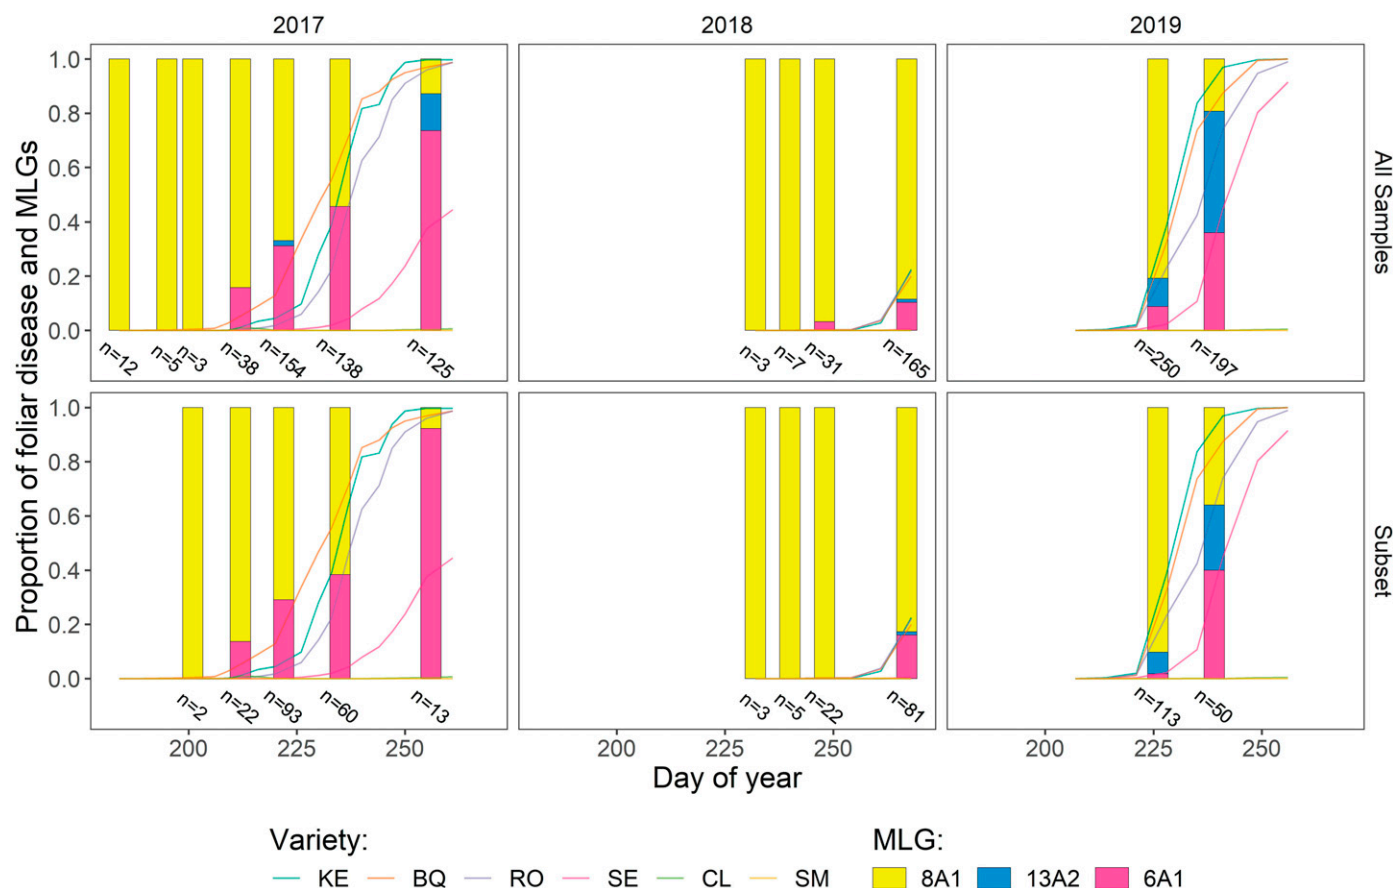 2017 2018 2019
Proportion of foliar disease and MLGs
1.0
0.8
0.6
0.4
0.2
0.0
n=12 n=5 n=3 n=38 n=154 n=138 n=125
n=3 n=7 n=31 n=165
n=250 n=197
All Samples
1.0
0.8
0.6
0.4
0.2
0.0
n=2 n=22 n=93 n=60 n=13
n=3 n=5 n=22 n=81
n=113 n=50
Subset
200 225 250 200 225 250 200 225 250
Day of year
Variety: MLG:
KE BQ RO SE CL SM 8A1 13A2 6A1